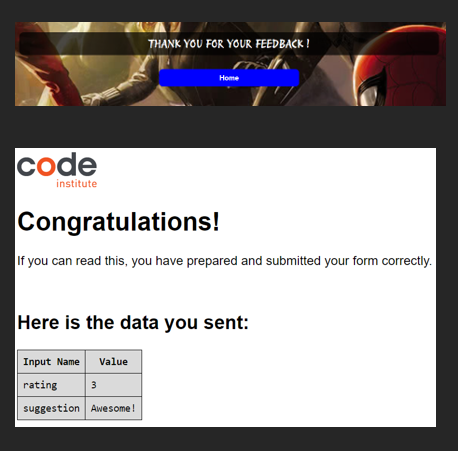 THANK YOU FOR YOUR FEEDBACK !
Home
code
institute
Congratulations!
If you can read this, you have prepared and submitted your form correctly.
Here is the data you sent:
Input Name Value
rating 3
suggestion Awesome!